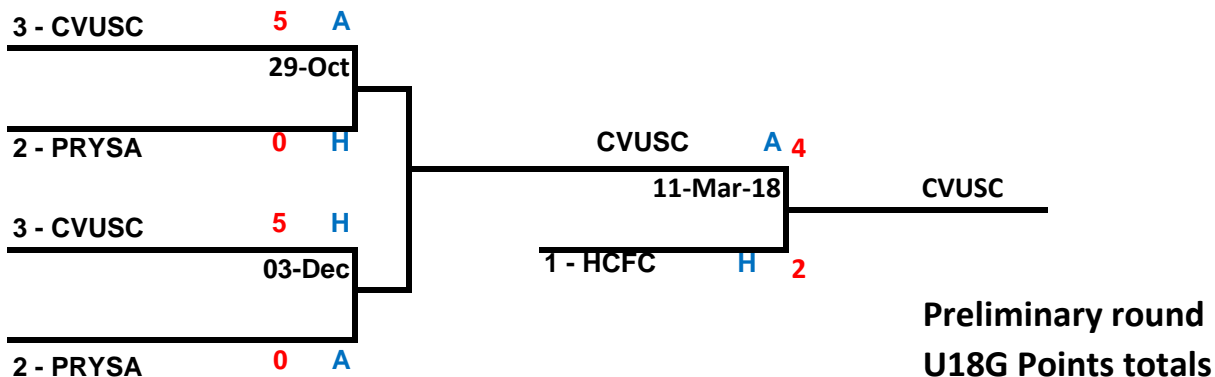 3 - CVUSC 5 A
29-Oct
2 - PRYSA 0 H
CVUSC A 4
11-Mar-18
CVUSC
3 - CVUSC 5 H
1 - HCFC H 2
03-Dec
Preliminary round
2 - PRYSA 0 A
U18G Points totals